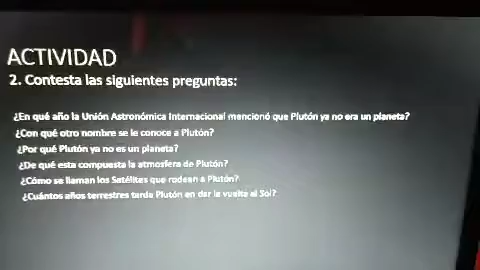 ACTIVIDAD
2. Contesta las siguientes preguntas:
¿En qué año la Unión Astronómica Internacional mencionó que Plutón ya no era un planeta?
¿Con qué otro nombre se le conoce a Plutón?
¿Por qué Plutón ya no es un planeta?
¿De qué esta compuesta la atmosfera de Plutón?
¿Cómo se llaman los Satélites que rodean a Plutón?
¿Cuántos años terrestres tarda Plutón en dar la vuelta al Sol?